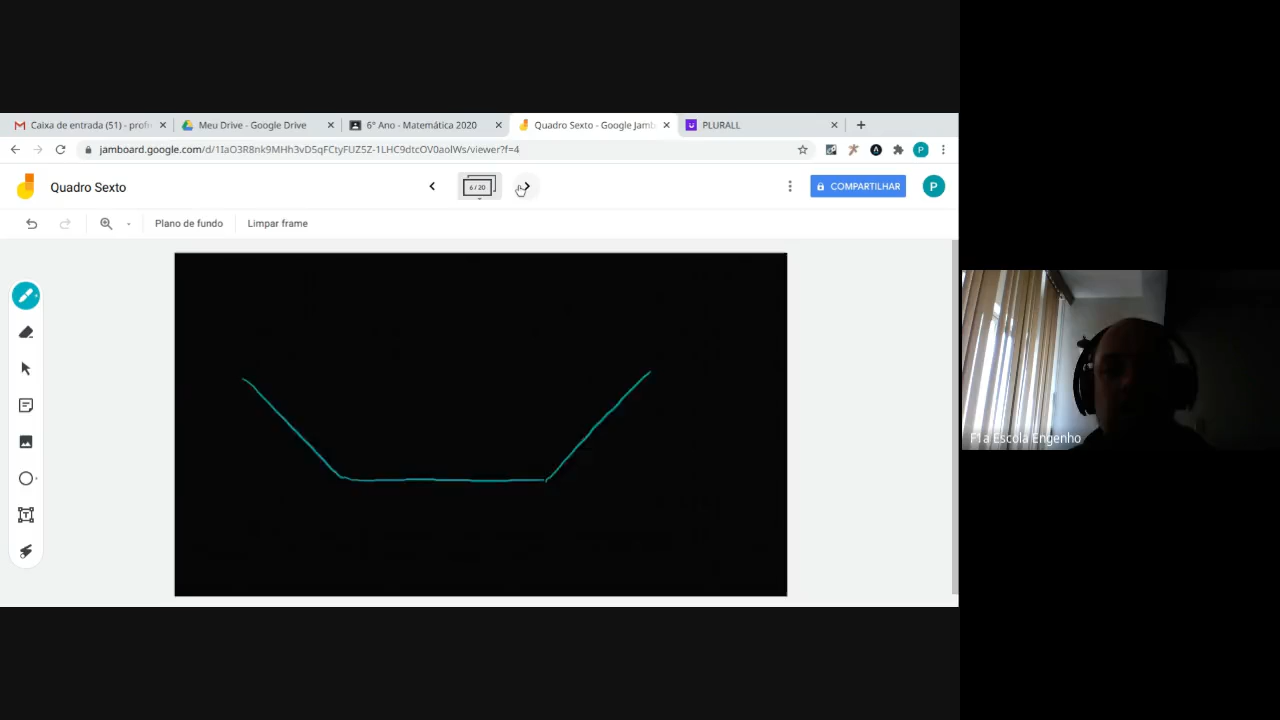 Caixa de entrada (51) - profm
Meu Drive - Google Drive
6º Ano - Matemática 2020
Quadro Sexto - Google Jamb
PLURALL
jamboard.google.com/d/1IaO3R8nk9MHh3vD5qFCtyFUZ5Z-1LHC9dtcOV0aolWs/viewer?f=4
P
Quadro Sexto
6 / 20
COMPARTILHAR
P
Plano de fundo
Limpar frame
F1a Escola Engenho